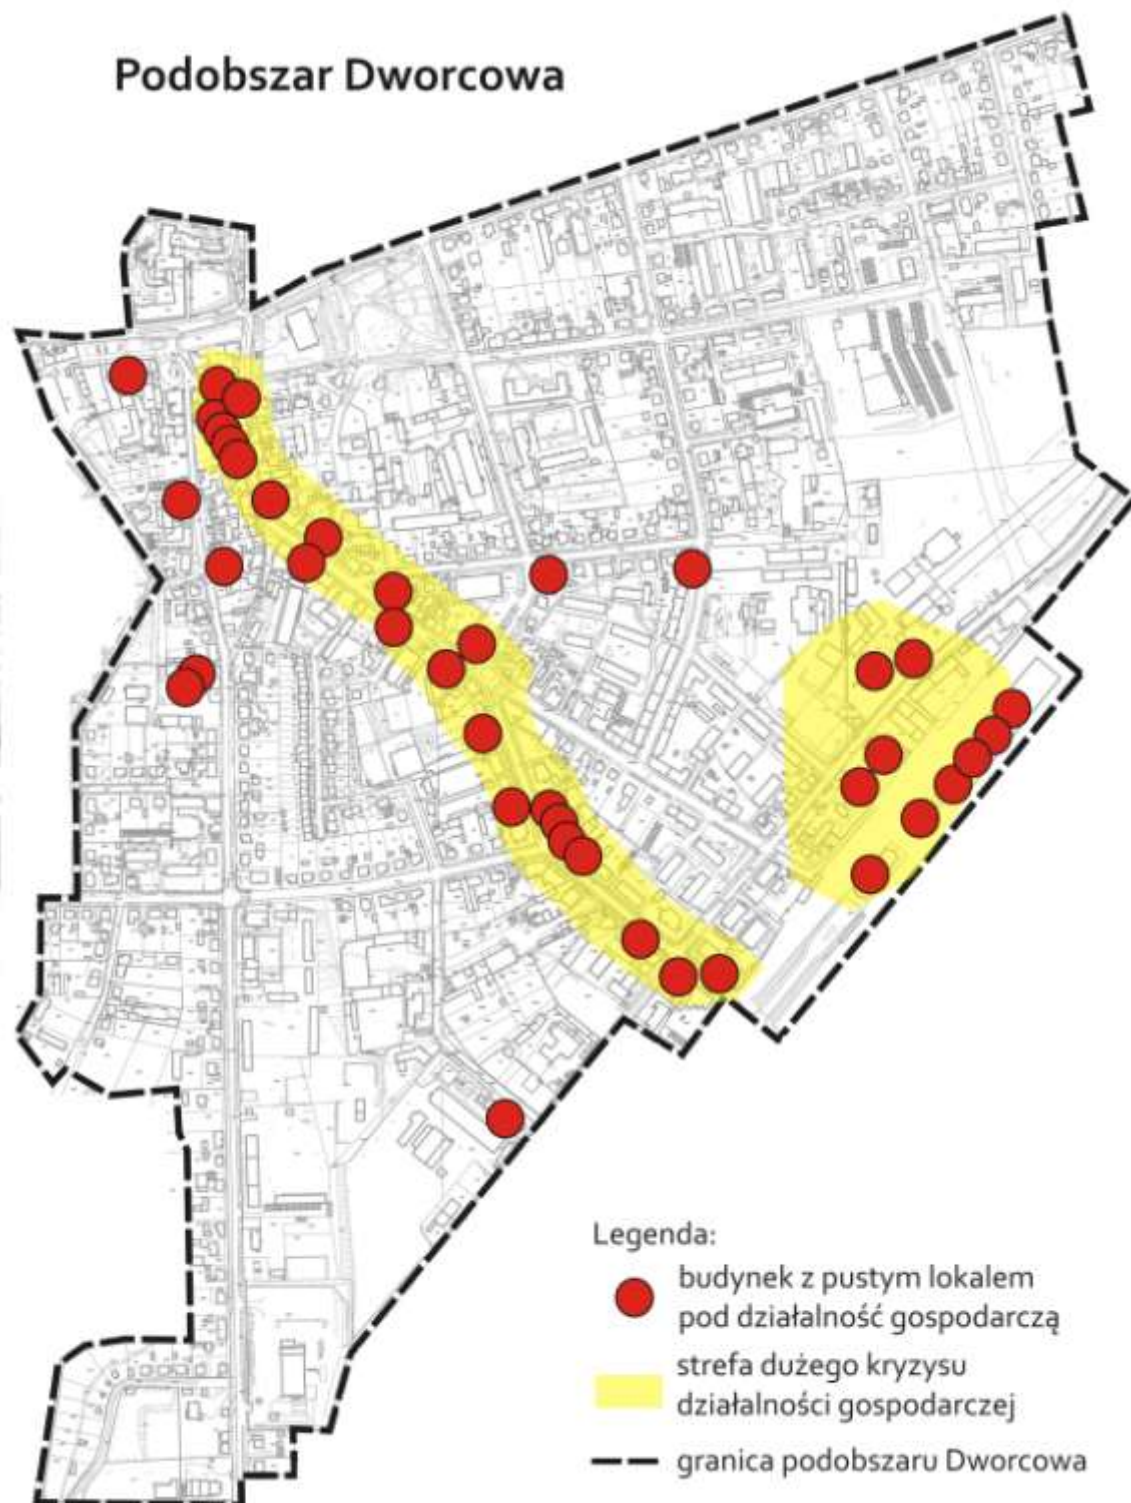 Podobszar Dworcowa
Legenda:
budynek z pustym lokalem
pod działalność gospodarczą
strefa dużego kryzysu
działalności gospodarczej
granica podobszaru Dworcowa